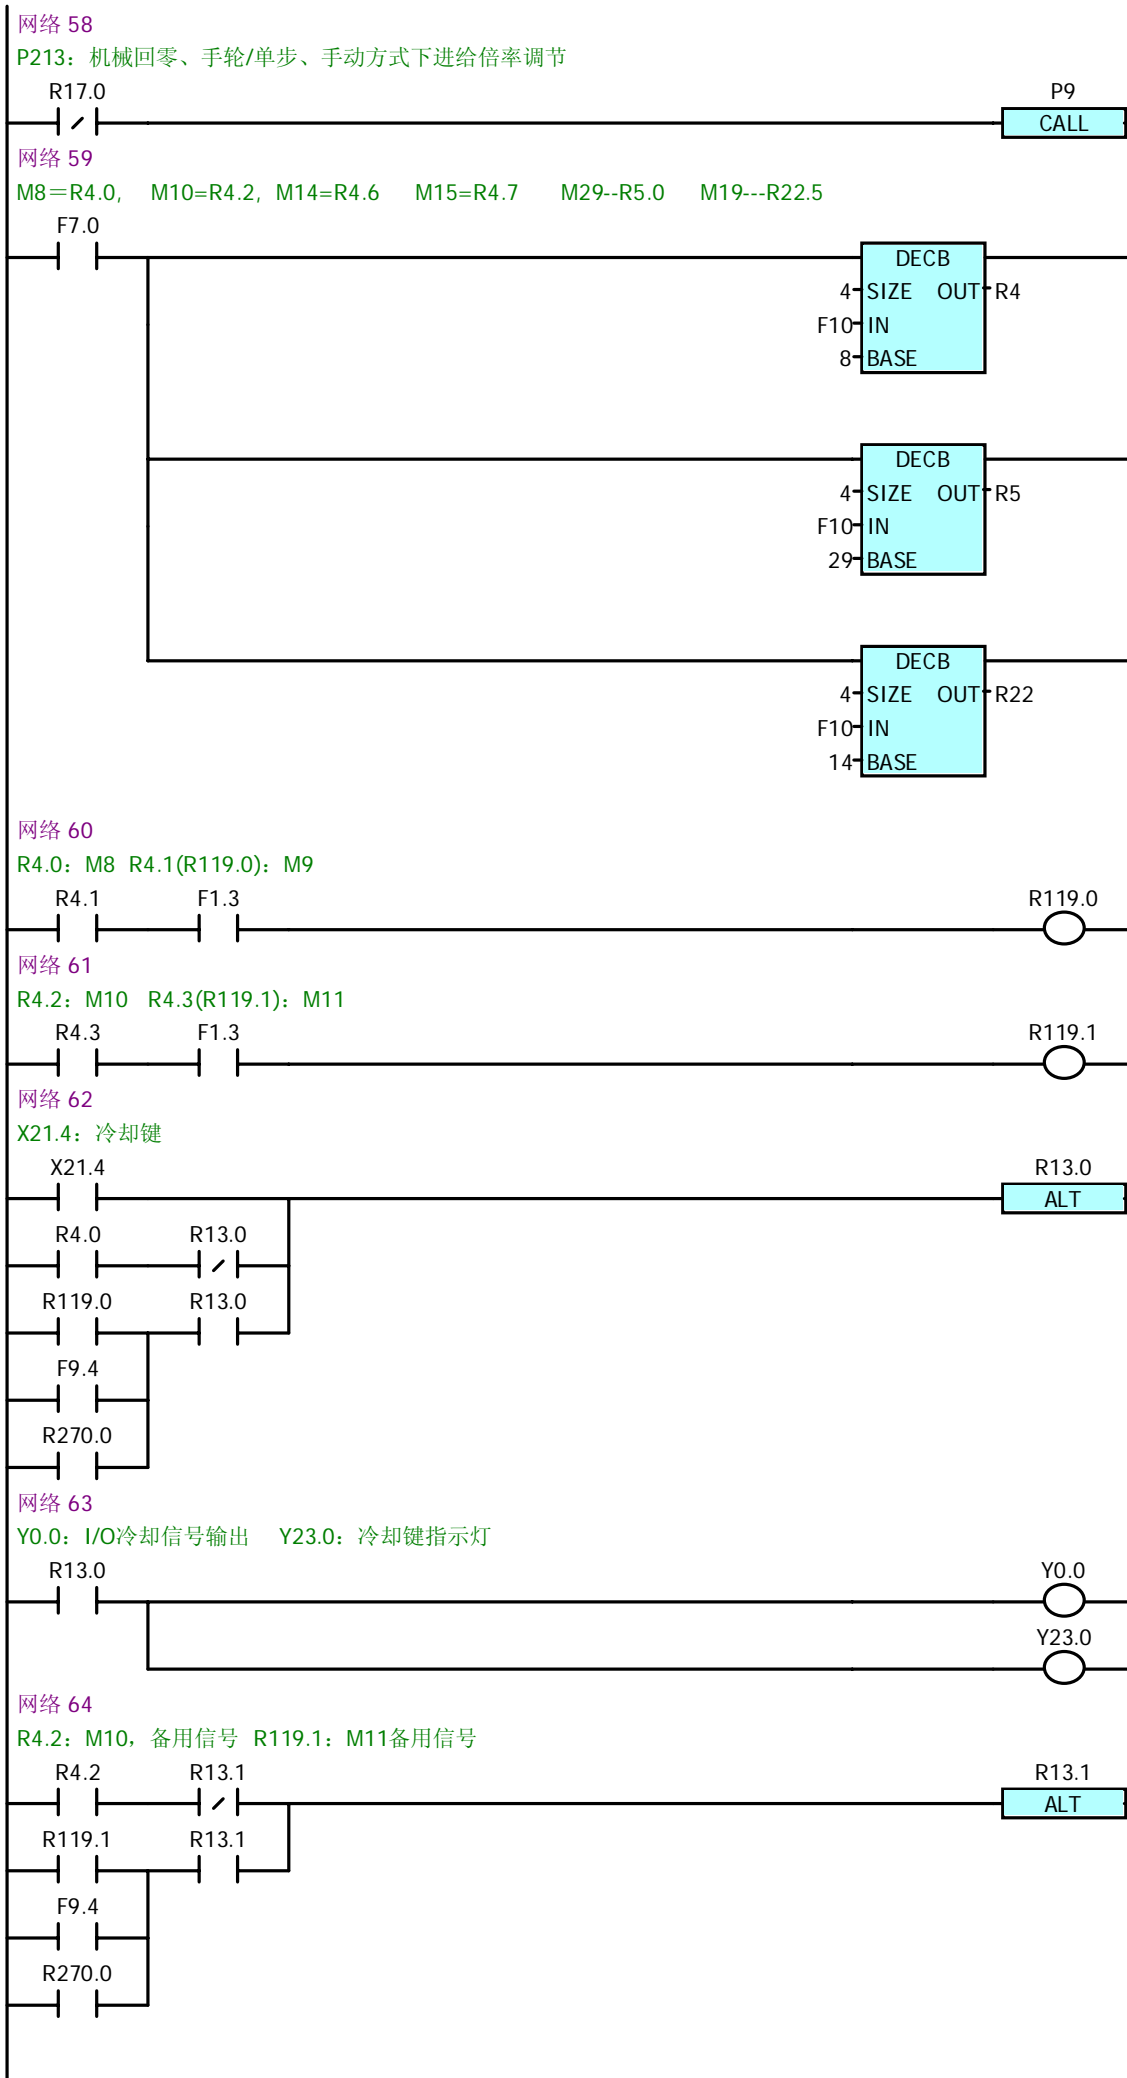 网络 58
P213：机械回零、手轮/单步、手动方式下进给倍率调节
R17.0 P9
CALL
网络 59
M8＝R4.0, M10=R4.2, M14=R4.6 M15=R4.7 M29--R5.0 M19---R22.5
F7.0
DECB
4 SIZE OUT R4
F10 IN
8 BASE
DECB
4 SIZE OUT R5
F10 IN
29 BASE
DECB
4 SIZE OUT R22
F10 IN
14 BASE
网络 60
R4.0：M8 R4.1(R119.0)：M9
R4.1 F1.3 R119.0
网络 61
R4.2：M10 R4.3(R119.1)：M11
R4.3 F1.3 R119.1
网络 62
X21.4：冷却键
X21.4 R13.0
ALT
R4.0 R13.0
R119.0 R13.0
F9.4
R270.0
网络 63
Y0.0：I/O冷却信号输出 Y23.0：冷却键指示灯
R13.0 Y0.0
Y23.0
网络 64
R4.2：M10，备用信号 R119.1：M11备用信号
R4.2 R13.1 R13.1
ALT
R119.1 R13.1
F9.4
R270.0